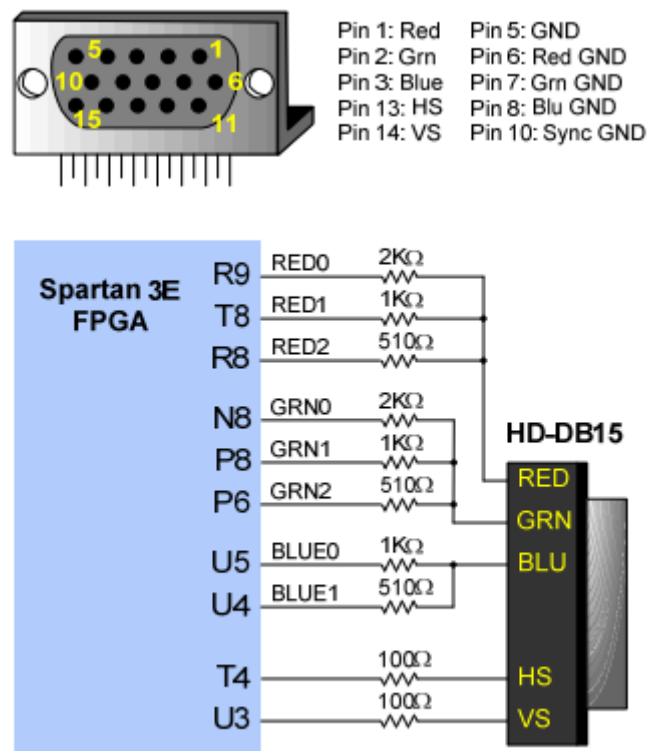 5 1
10 6
15 11
Pin 1: Red Pin 5: GND
Pin 2: Grn Pin 6: Red GND
Pin 3: Blue Pin 7: Grn GND
Pin 13: HS Pin 8: Blu GND
Pin 14: VS Pin 10: Sync GND
Spartan 3E
FPGA
R9 RED0 2KΩ
T8 RED1 1KΩ
R8 RED2 510Ω
N8 GRN0 2KΩ
P8 GRN1 1KΩ
P6 GRN2 510Ω
U5 BLUE0 1KΩ
U4 BLUE1 510Ω
T4 100Ω
U3 100Ω
HD-DB15
RED
GRN
BLU
HS
VS